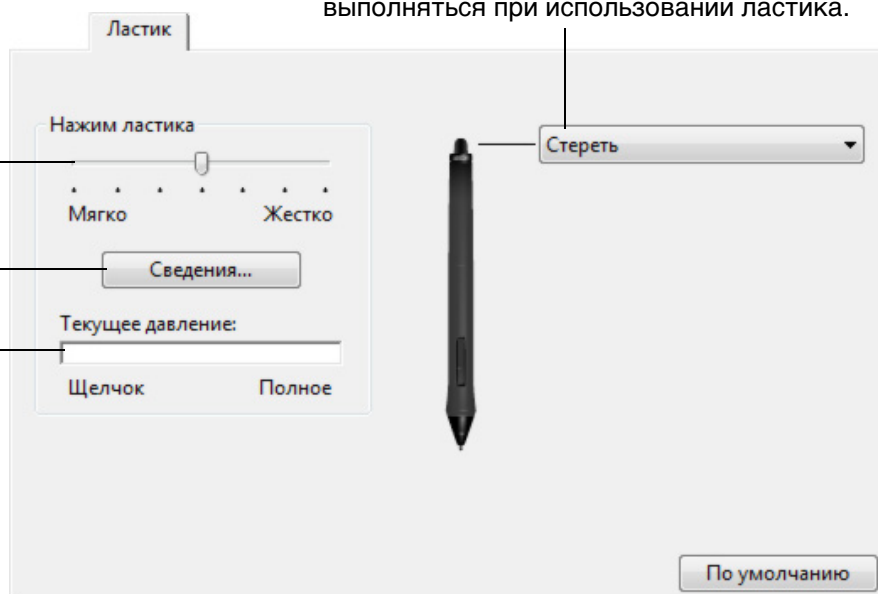 выполняться при использовании ластика.
Ластик
Нажим ластика
Стереть
Мягко Жестко
Сведения...
Текущее давление:
Щелчок Полное
По умолчанию